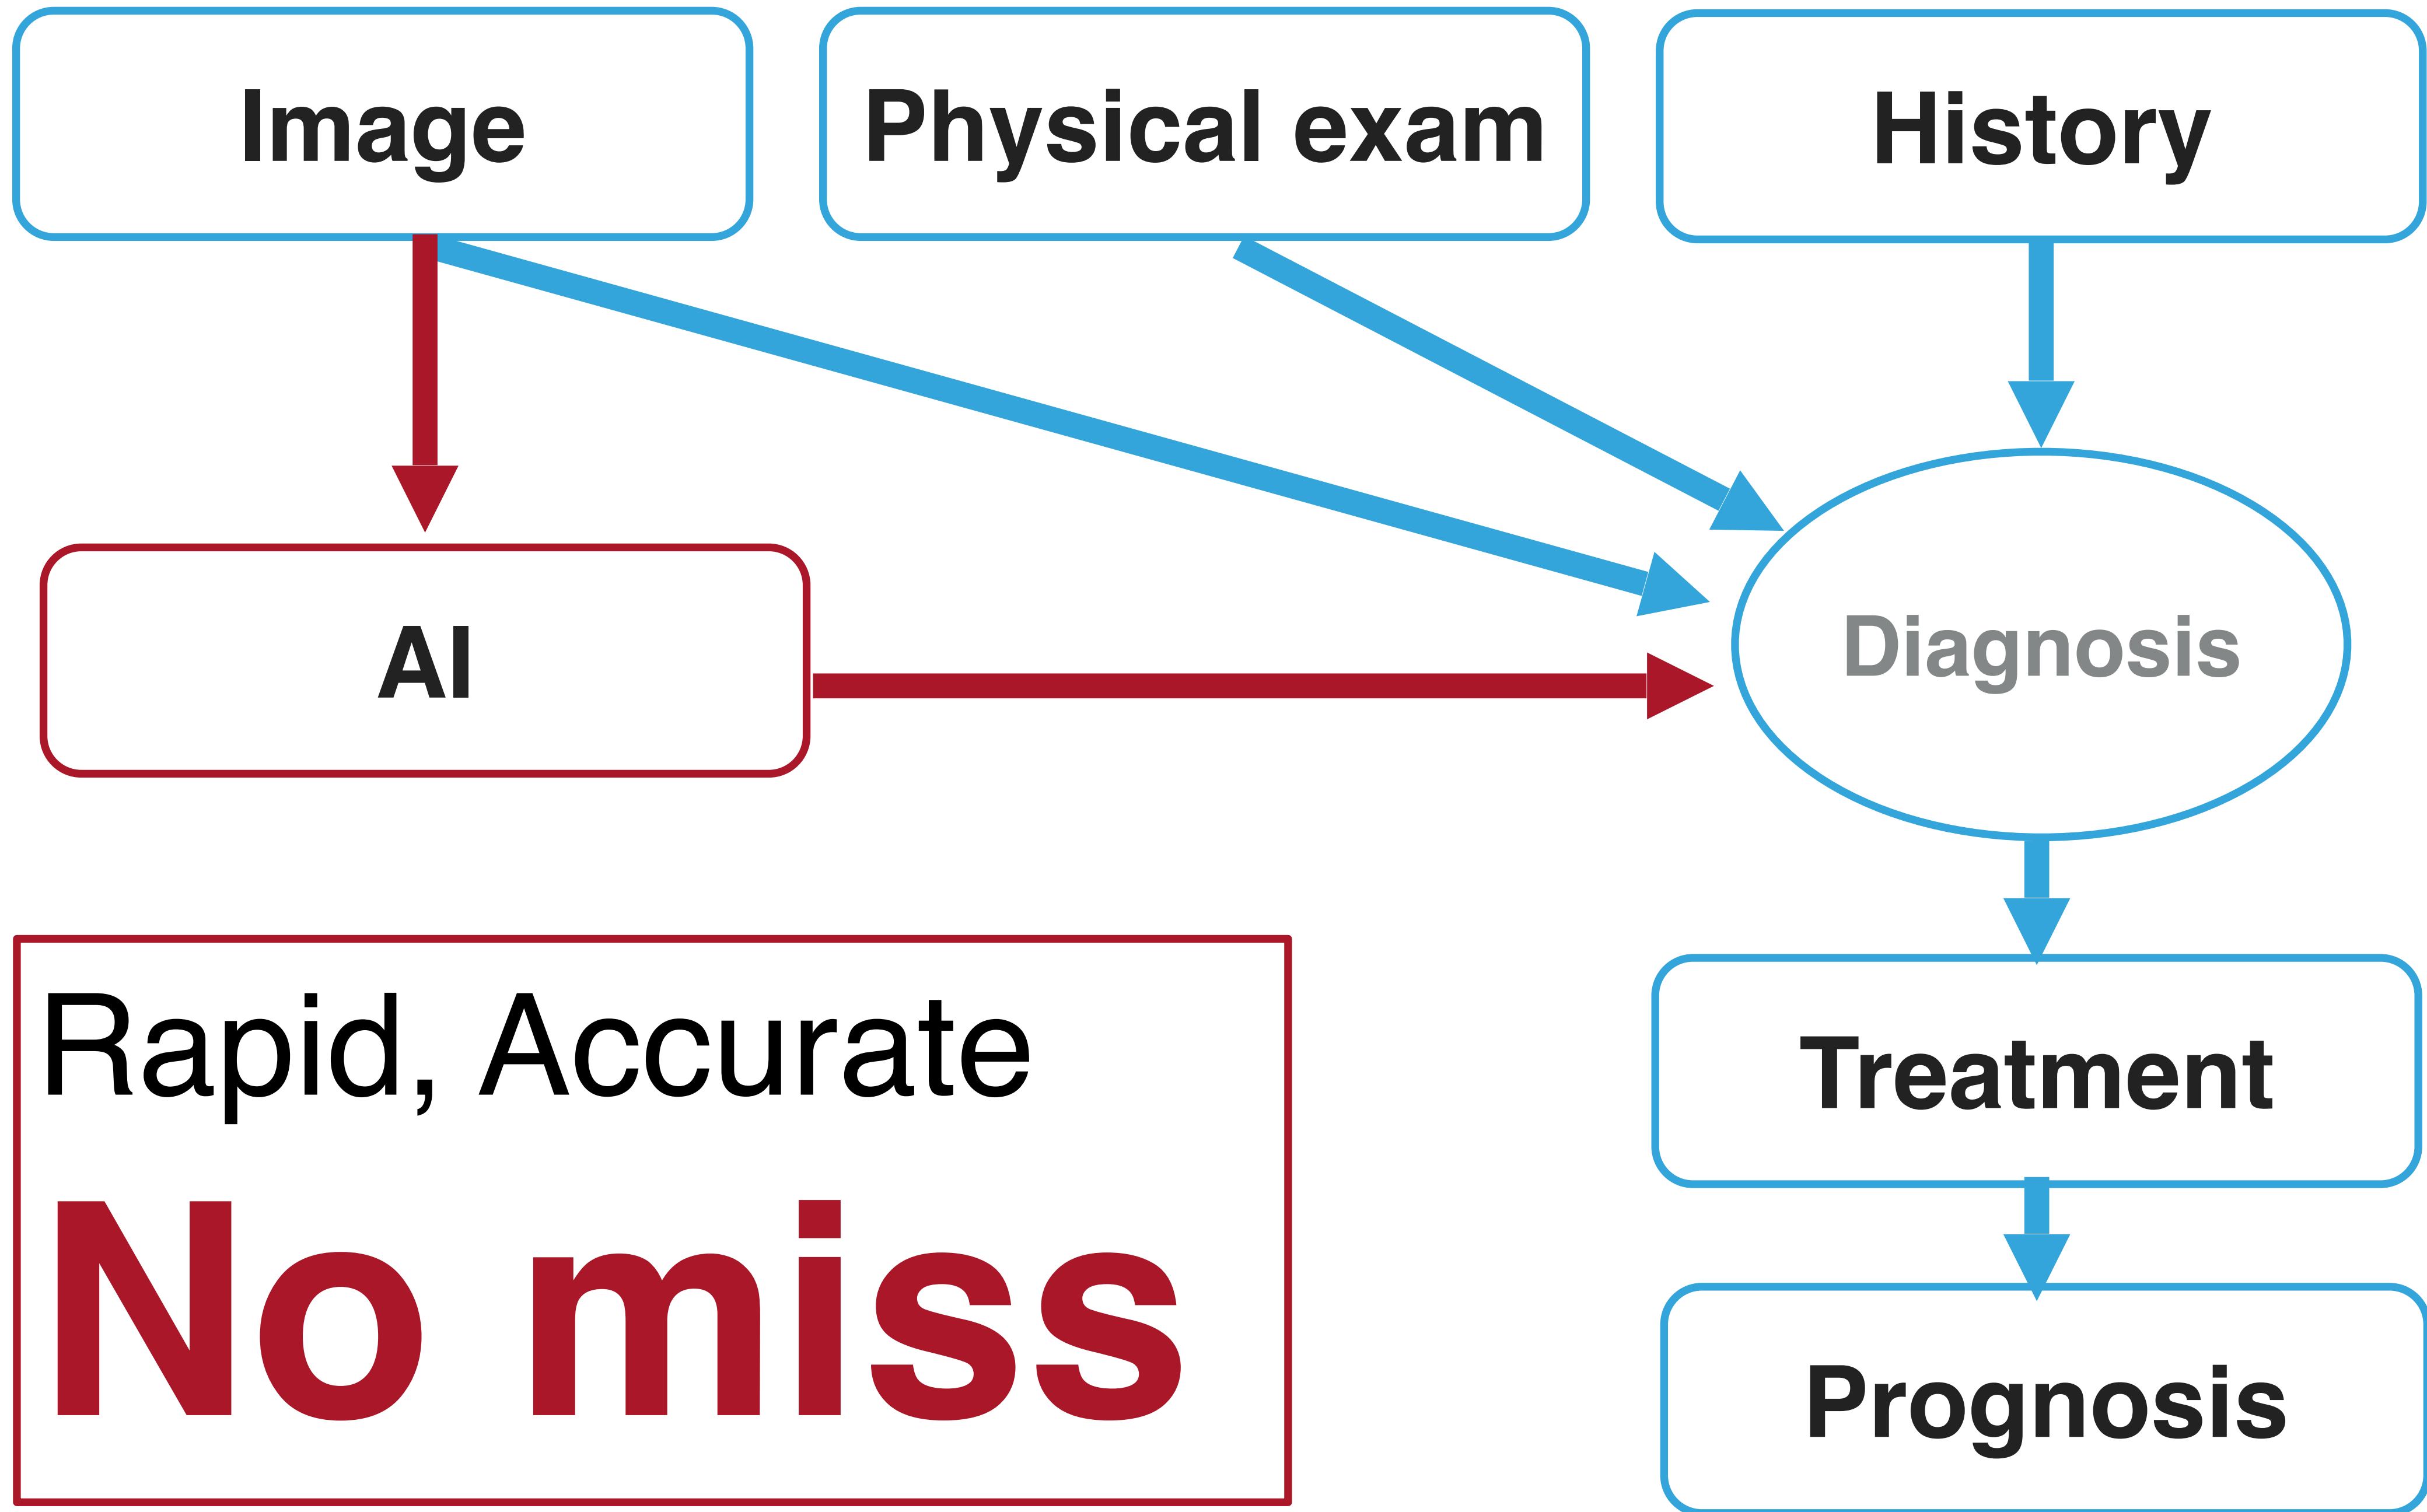 Image
Physical exam
History
AI
Diagnosis
Rapid, Accurate
No miss
Treatment
Prognosis